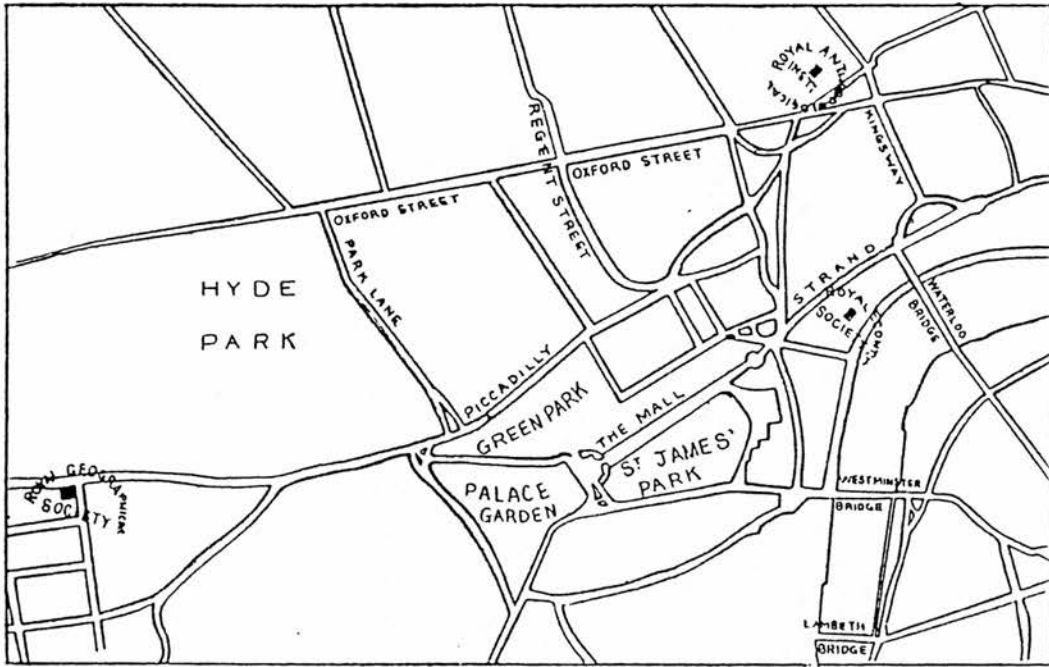 ROYAL ANT
INST.
REGENT STREET
OXFORD STREET
KINGSWAY
OXFORD STREET
PARK LANE
HYDE
PARK
STRAND
ROYAL
SOCIETY
WATERLOO
BRIDGE
PICCADILLY
GREEN PARK
THE MALL
ST JAMES'
PARK
PALACE
GARDEN
ROYAL GEOGRAPHICAL
SOCIETY
WESTMINSTER
BRIDGE
LAMBETH
BRIDGE